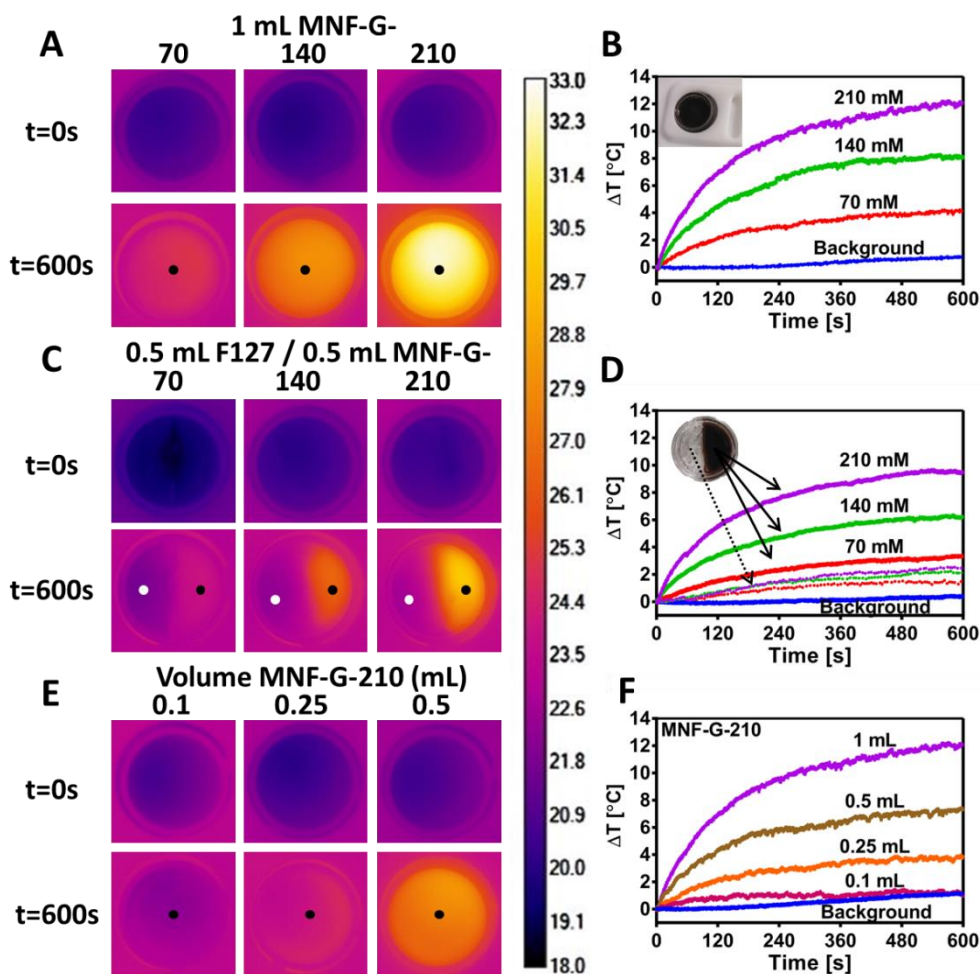 A
1 mL MNF-G-
70 140 210
t=0s
t=600s
33.0
32.3
31.4
30.5
29.7
28.8
27.9
27.0
26.1
25.3
24.4
23.5
22.6
21.8
20.9
20.0
19.1
18.0
B
ΔT [°C]
14
12
10
8
6
4
2
0
210 mM
140 mM
70 mM
Background
0 120 240 360 480 600
Time [s]
C
0.5 mL F127 / 0.5 mL MNF-G-
70 140 210
t=0s
t=600s
D
ΔT [°C]
14
12
10
8
6
4
2
0
210 mM
140 mM
70 mM
Background
0 120 240 360 480 600
Time [s]
E
Volume MNF-G-210 (mL)
0.1 0.25 0.5
t=0s
t=600s
F
ΔT [°C]
14
12
10
8
6
4
2
0
MNF-G-210
1 mL
0.5 mL
0.25 mL
0.1 mL
Background
0 120 240 360 480 600
Time [s]